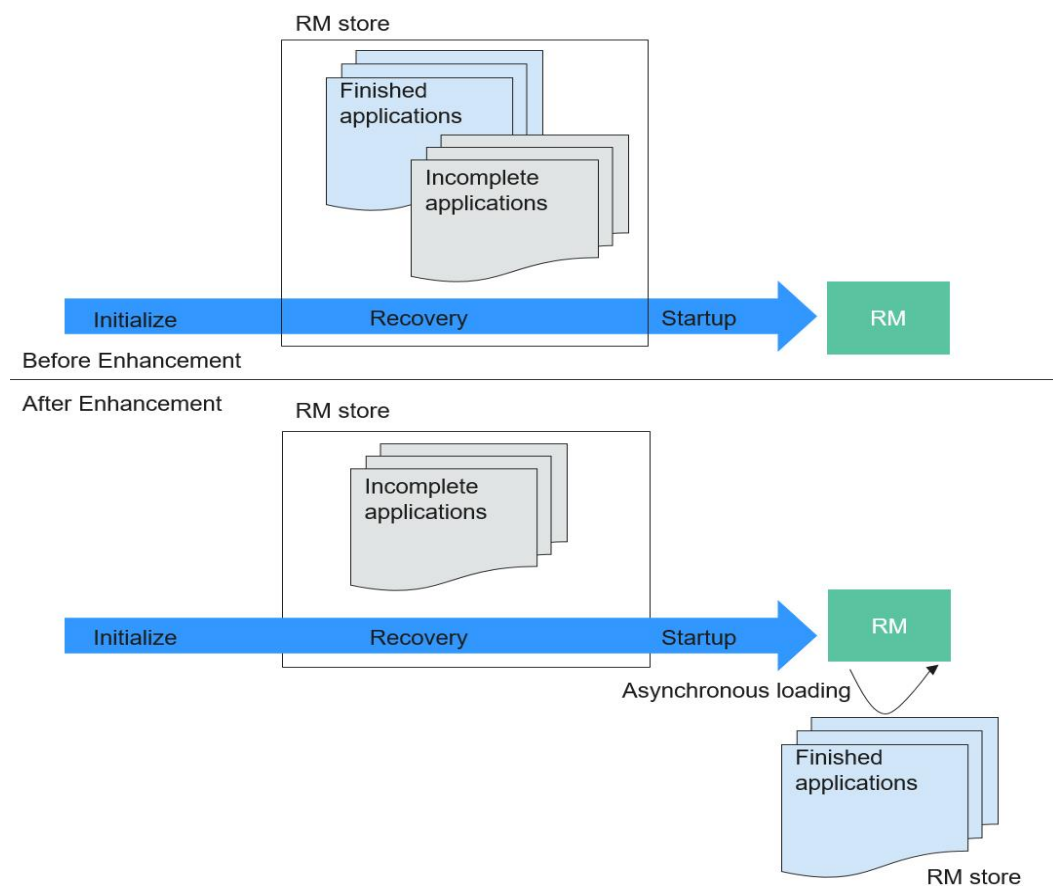 RM store
Finished
applications
Incomplete
applications
Initialize
Recovery
Startup
RM
Before Enhancement
After Enhancement
RM store
Incomplete
applications
Initialize
Recovery
Startup
RM
Asynchronous loading
Finished
applications
RM store